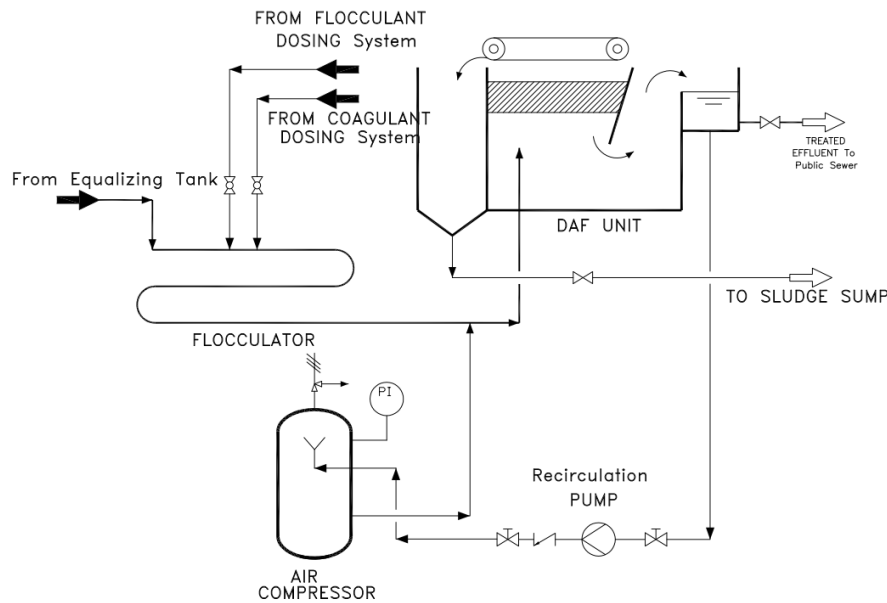 FROM FLOCCULANT
DOSING System
FROM COAGULANT
DOSING System
From Equalizing Tank
TREATED
EFFLUENT To
Public Sewer
DAF UNIT
TO SLUDGE SUMP
FLOCCULATOR
PI
Recirculation
PUMP
AIR
COMPRESSOR